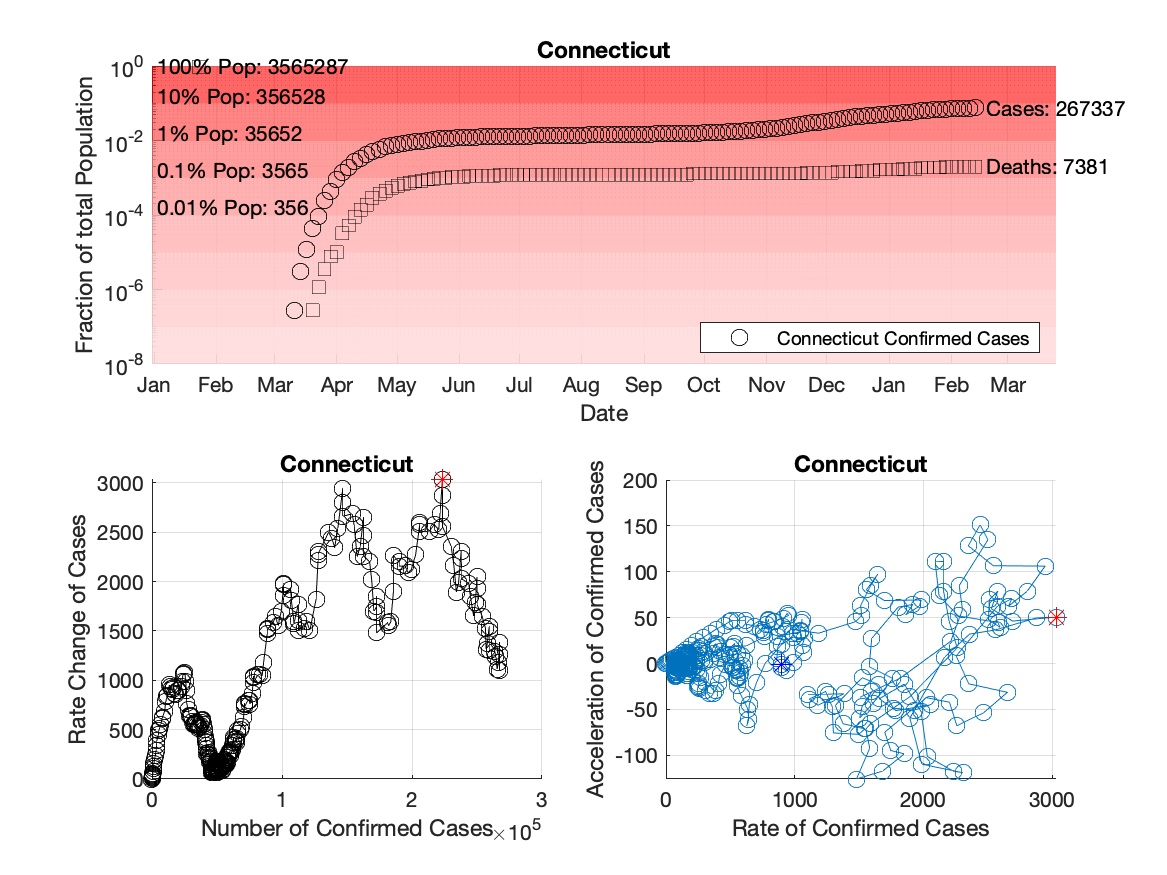 Connecticut
Fraction of total Population
10^0
10^-2
10^-4
10^-6
10^-8
100% Pop: 3565287
10% Pop: 356528
1% Pop: 35652
0.1% Pop: 3565
0.01% Pop: 356
Cases: 267337
Deaths: 7381
Connecticut Confirmed Cases
Jan Feb Mar Apr May Jun Jul Aug Sep Oct Nov Dec Jan Feb Mar
Date
Connecticut
Rate Change of Cases
3000
2500
2000
1500
1000
500
0
0 1 2 3
Number of Confirmed Cases ×10^5
Connecticut
Acceleration of Confirmed Cases
200
150
100
50
0
-50
-100
0 1000 2000 3000
Rate of Confirmed Cases